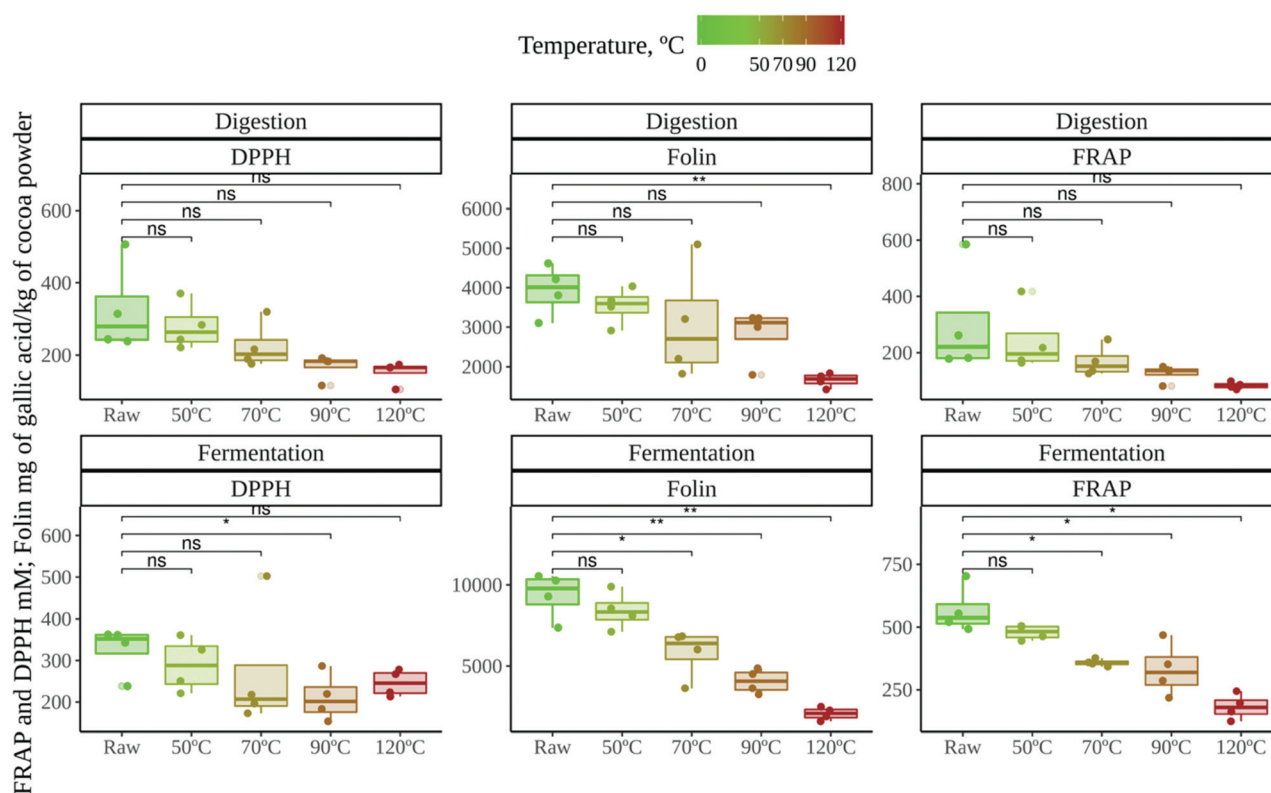 Temperature, ºC
0 50 70 90 120
FRAP and DPPH mM; Folin mg of gallic acid/kg of cocoa powder
Digestion
DPPH
ns
ns
ns
ns
600
400
200
Raw 50ºC 70ºC 90ºC 120ºC
Digestion
Folin
**
ns
ns
ns
6000
5000
4000
3000
2000
Raw 50ºC 70ºC 90ºC 120ºC
Digestion
FRAP
ns
ns
ns
ns
800
600
400
200
Raw 50ºC 70ºC 90ºC 120ºC
Fermentation
DPPH
ns
*
ns
ns
600
500
400
300
200
Raw 50ºC 70ºC 90ºC 120ºC
Fermentation
Folin
**
**
*
ns
10000
5000
Raw 50ºC 70ºC 90ºC 120ºC
Fermentation
FRAP
*
*
*
ns
750
500
250
Raw 50ºC 70ºC 90ºC 120ºC